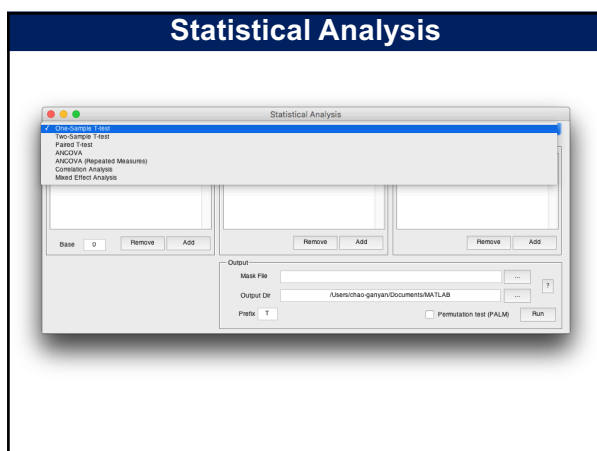 Statistical Analysis
Statistical Analysis
✓ One-Sample T-test
Two-Sample T-test
Paired T-test
ANCOVA
ANCOVA (Repeated Measures)
Correlation Analysis
Mixed Effect Analysis
Base 0 Remove Add Remove Add Remove Add
Output
Mask File ...
Output Dir /Users/chao-ganyan/Documents/MATLAB ... ?
Prefix T Permutation test (PALM) Run